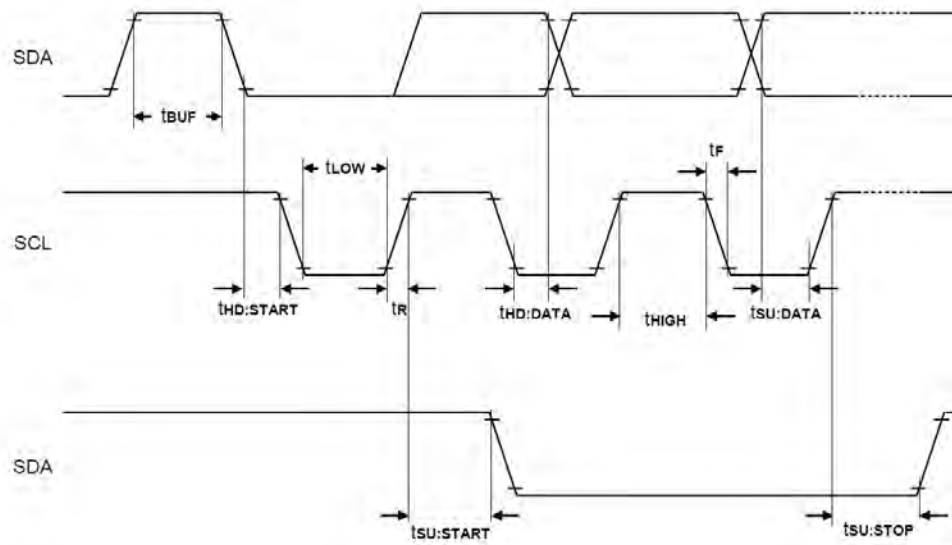 SDA
tBUF
tLOW
tF
SCL
tHD:START
tR
tHD:DATA
tHIGH
tSU:DATA
SDA
tSU:START
tSU:STOP